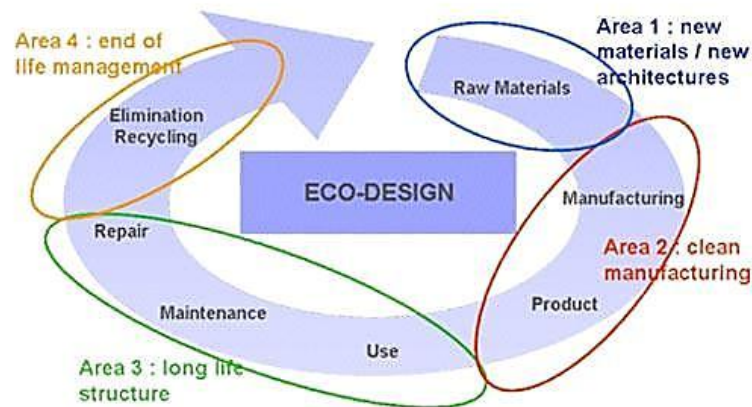 Area 1 : new
materials / new
architectures
Raw Materials
Manufacturing
Area 2 : clean
manufacturing
Product
Use
Maintenance
Repair
Area 3 : long life
structure
Area 4 : end of
life management
Elimination
Recycling
ECO-DESIGN